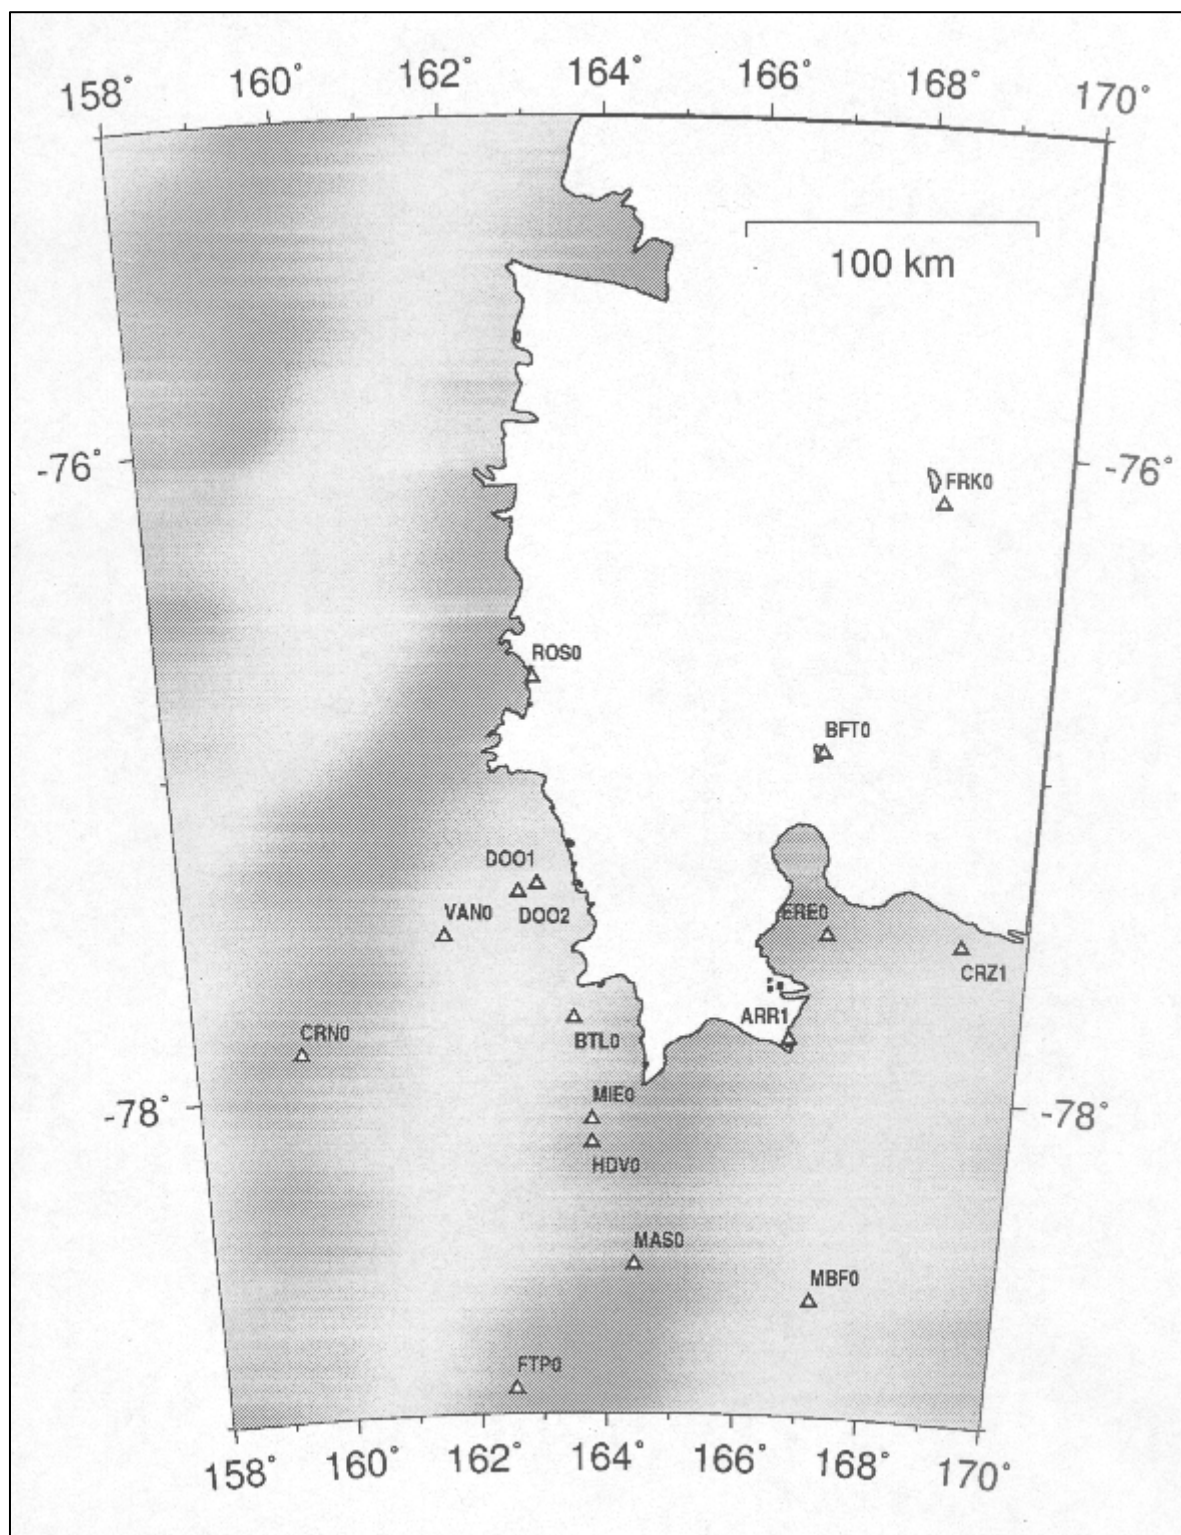 158° 160° 162° 164° 166° 168° 170°
100 km
-76° -76°
FRK0
ROS0
BFT0
DOO1
VAN0 DOO2 ERE0
CRZ1
CRN0 BTL0 ARR1
MIE0
-78° -78°
HDV0
MAS0
MBF0
FTP0
158° 160° 162° 164° 166° 168° 170°